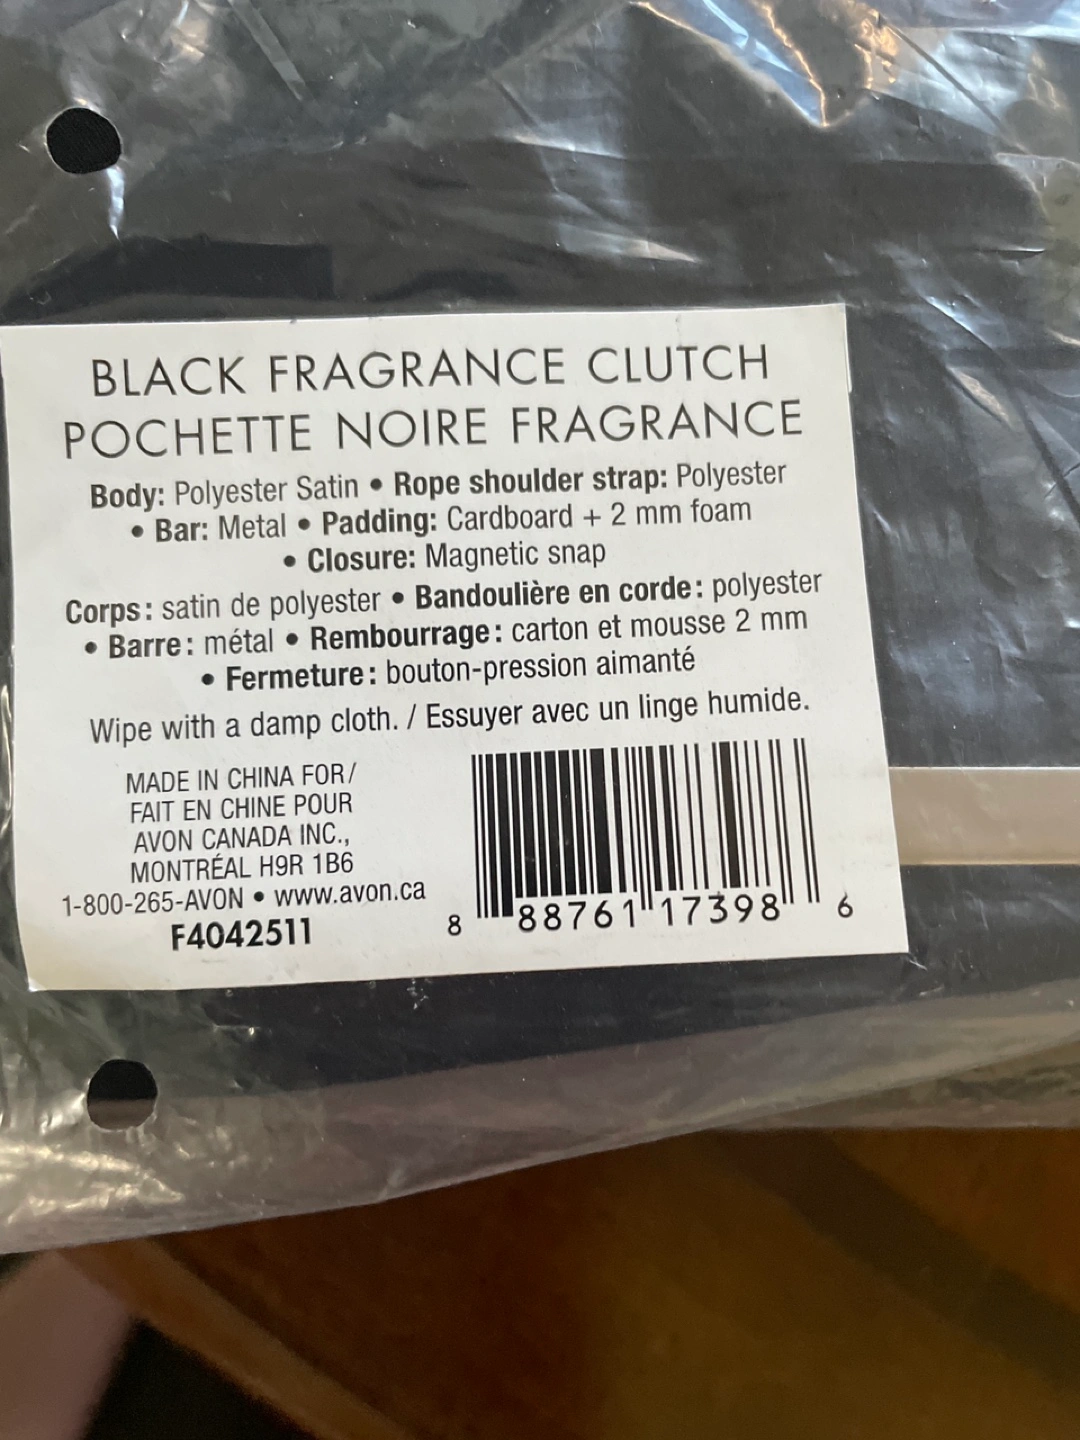 BLACK FRAGRANCE CLUTCH
POCHETTE NOIRE FRAGRANCE
Body: Polyester Satin • Rope shoulder strap: Polyester
• Bar: Metal • Padding: Cardboard + 2 mm foam
• Closure: Magnetic snap
Corps : satin de polyester • Bandoulière en corde : polyester
• Barre : métal • Rembourrage : carton et mousse 2 mm
• Fermeture : bouton-pression aimanté
Wipe with a damp cloth. / Essuyer avec un linge humide.
MADE IN CHINA FOR/
FAIT EN CHINE POUR
AVON CANADA INC.,
MONTRÉAL H9R 1B6
1-800-265-AVON • www.avon.ca
F4042511
8 88761 17398 6